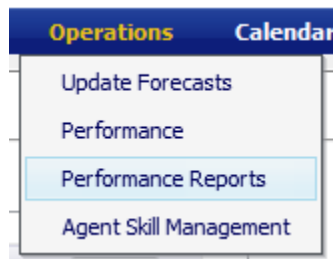 Operations Calendar
Update Forecasts
Performance
Performance Reports
Agent Skill Management